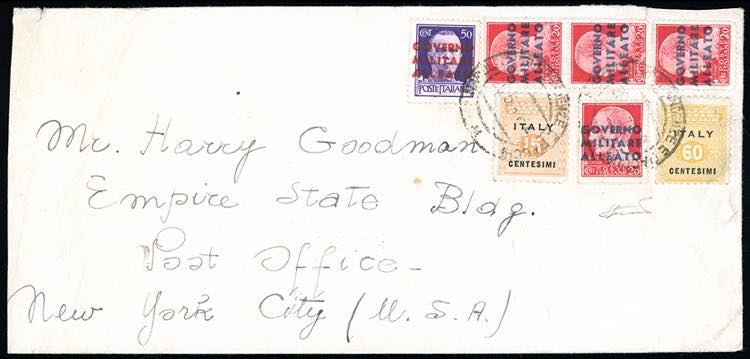 CENT. 50
GOVERNO
MILITARE
ALLEATO
POSTE ITALIANE
GOVERNO
MILITARE
ALLEATO
20
GOVERNO
MILITARE
ALLEATO
20
GOVERNO
MILITARE
ALLEATO
20
ITALY
15
CENTESIMI
GOVERNO
MILITARE
ALLEATO
20
ITALY
60
CENTESIMI
Mr. Harry Goodman
Empire State Bldg.
Post Office-
New York City (U.S.A)